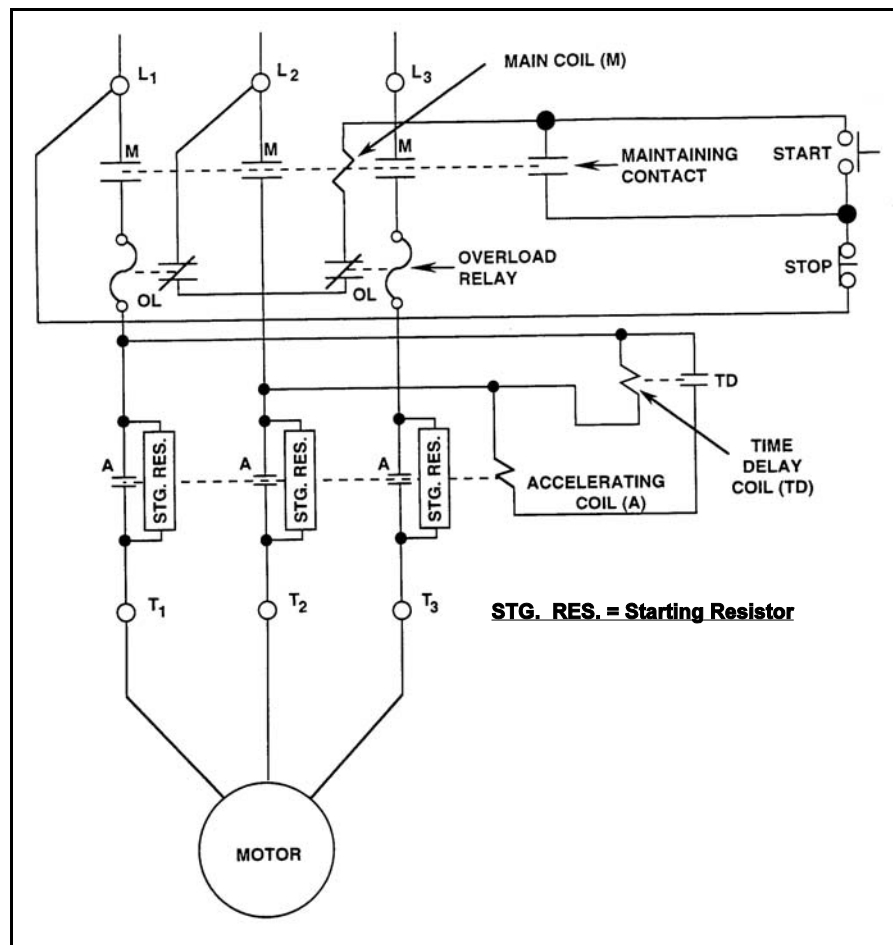 L1
L2
L3
MAIN COIL (M)
M
M
M
MAINTAINING
CONTACT
START
OL
OL
OVERLOAD
RELAY
STOP
TD
TIME
DELAY
COIL (TD)
A
STG. RES.
A
STG. RES.
A
STG. RES.
ACCELERATING
COIL (A)
T1
T2
T3
STG. RES. = Starting Resistor
MOTOR